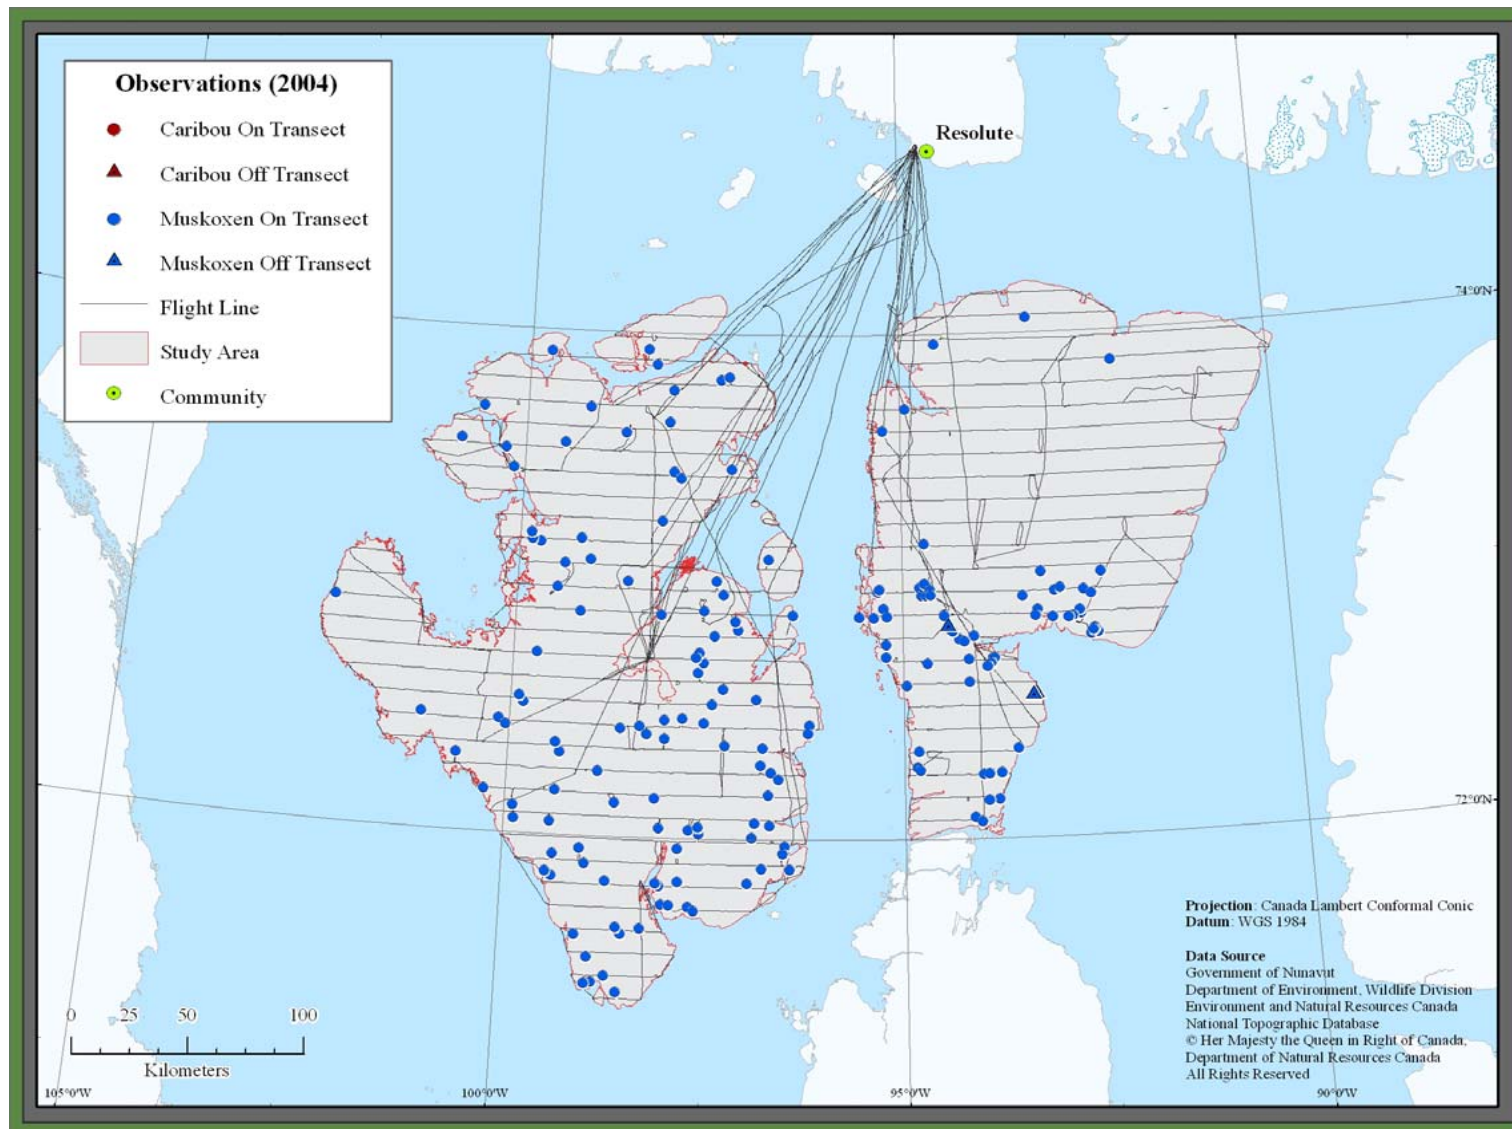 Observations (2004)
Caribou On Transect
Caribou Off Transect
Muskoxen On Transect
Muskoxen Off Transect
Flight Line
Study Area
Community
Resolute
74°0'N
72°0'N
Projection: Canada Lambert Conformal Conic
Datum: WGS 1984
Data Source
Government of Nunavut
Department of Environment, Wildlife Division
Environment and Natural Resources Canada
National Topographic Database
© Her Majesty the Queen in Right of Canada,
Department of Natural Resources Canada
All Rights Reserved
0 25 50 100
Kilometers
105°0'W 100°0'W 95°0'W 90°0'W